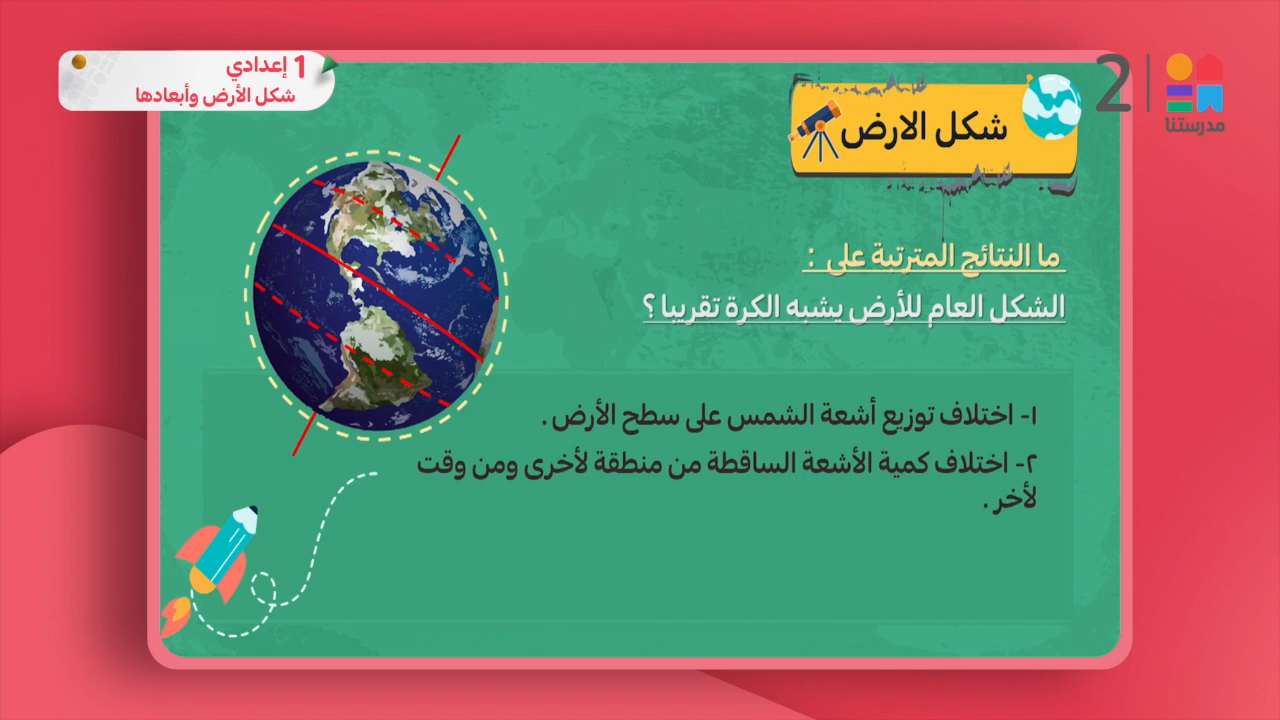 1 إعدادي
شكل الأرض وأبعادها
2
مدرستنا
شكل الارض
ما النتائج المترتبة على :
الشكل العام للأرض يشبه الكرة تقريبا ؟
١- اختلاف توزيع أشعة الشمس على سطح الأرض .
٢- اختلاف كمية الأشعة الساقطة من منطقة لأخرى ومن وقت
لأخر .